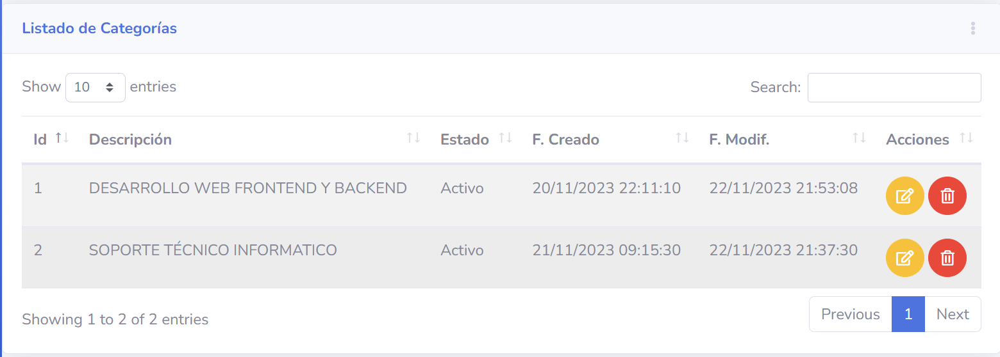 Listado de Categorías
Show 10 entries Search:
Id Descripción Estado F. Creado F. Modif. Acciones
1 DESARROLLO WEB FRONTEND Y BACKEND Activo 20/11/2023 22:11:10 22/11/2023 21:53:08
2 SOPORTE TÉCNICO INFORMATICO Activo 21/11/2023 09:15:30 22/11/2023 21:37:30
Showing 1 to 2 of 2 entries Previous 1 Next